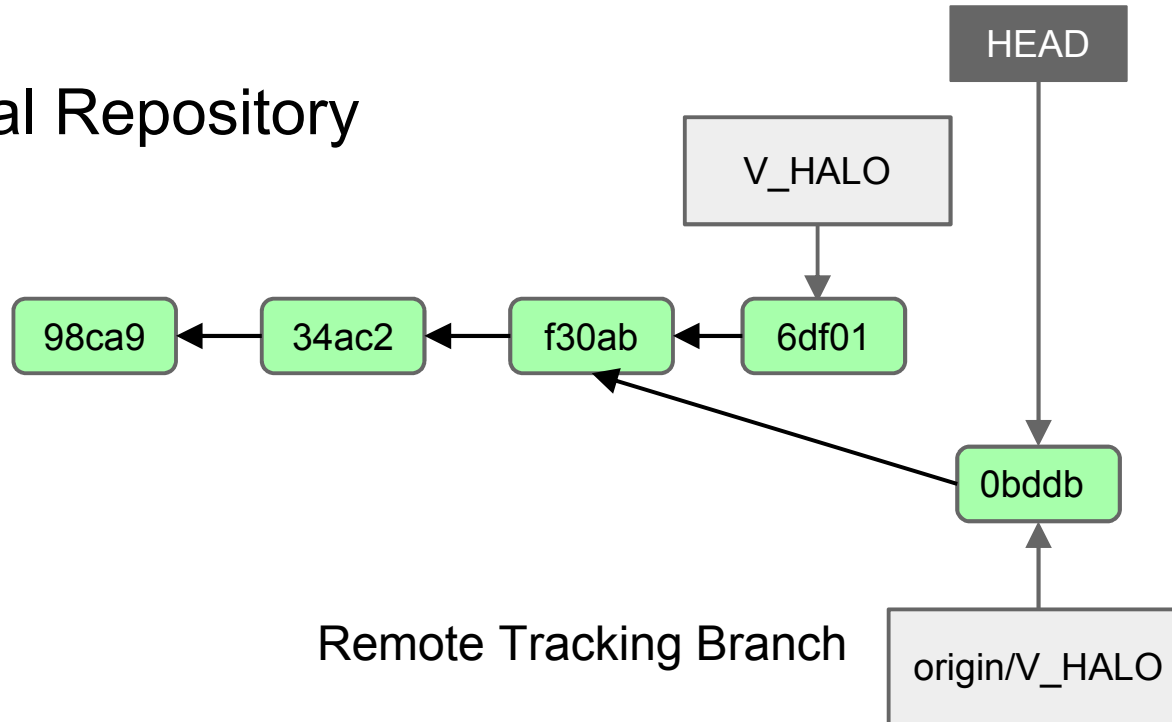 HEAD
al Repository
V_HALO
98ca9
34ac2
f30ab
6df01
0bddb
Remote Tracking Branch
origin/V_HALO